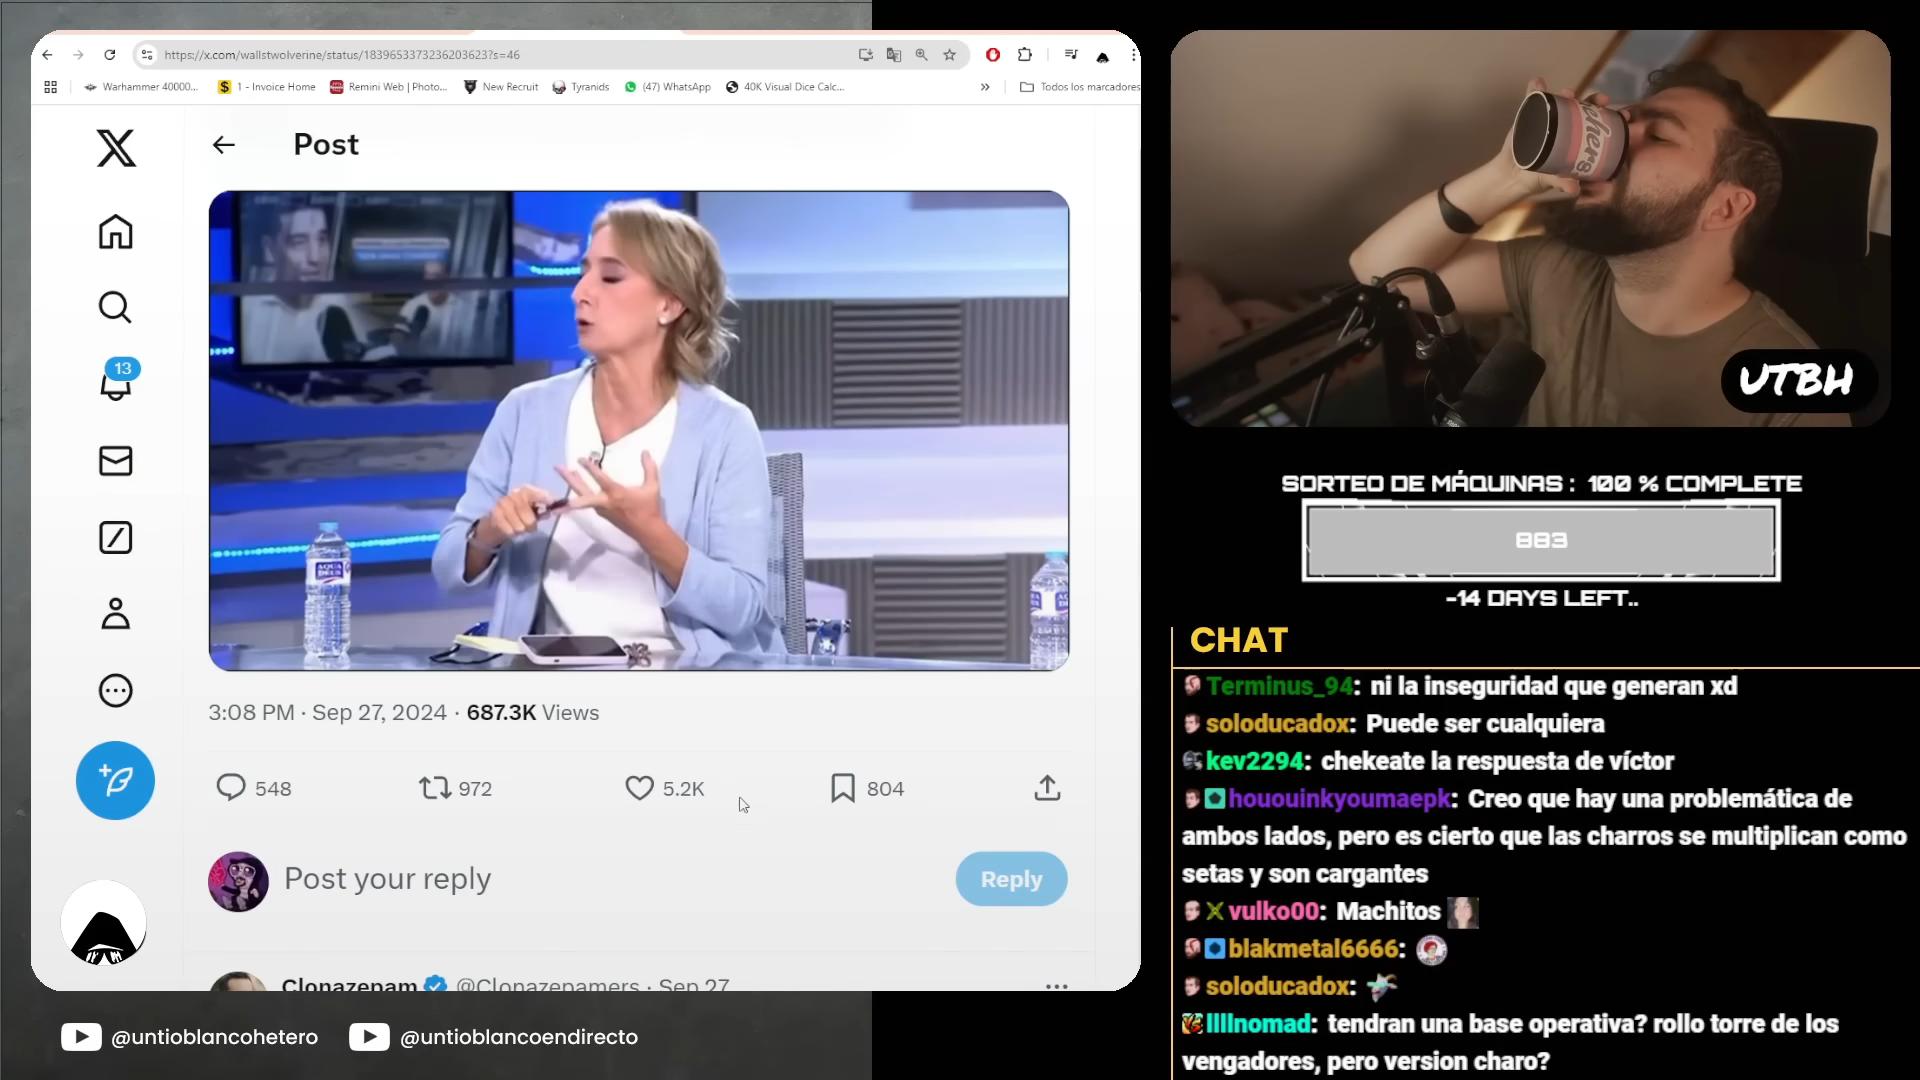 https://x.com/wallstwolverine/status/1839653373236203623?s=46
Warhammer 40000...
1 - Invoice Home
Remini Web | Photo...
New Recruit
Tyranids
(47) WhatsApp
40K Visual Dice Calc...
»
Todos los marcadores
Post
13
AQUA
DEUS
3:08 PM · Sep 27, 2024 · 687.3K Views
548
972
5.2K
804
Post your reply
Reply
Clonazepam @Clonazepamers · Sep 27
@untioblancohetero
@untioblancoendirecto
UTBH
SORTEO DE MÁQUINAS : 100 % COMPLETE
883
-14 DAYS LEFT..
CHAT
Terminus_94: ni la inseguridad que generan xd
soloducadox: Puede ser cualquiera
kev2294: chekeate la respuesta de víctor
hououinkyoumaepk: Creo que hay una problemática de
ambos lados, pero es cierto que las charros se multiplican como
setas y son cargantes
vulko00: Machitos
blakmetal6666:
soloducadox:
llllnomad: tendran una base operativa? rollo torre de los
vengadores, pero version charo?